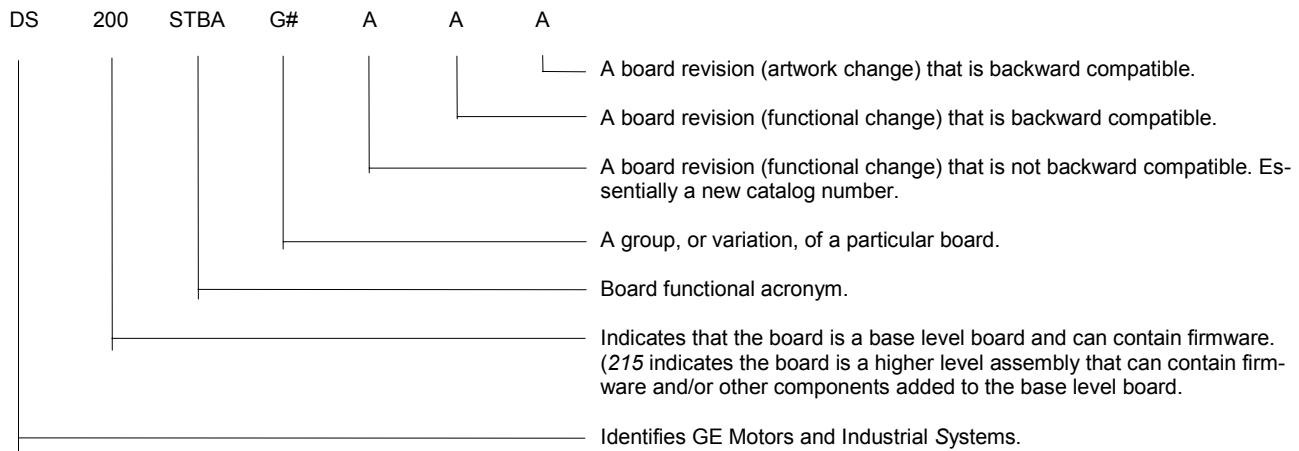 DS 200 STBA G# A A A
A board revision (artwork change) that is backward compatible.
A board revision (functional change) that is backward compatible.
A board revision (functional change) that is not backward compatible. Es-
sentially a new catalog number.
A group, or variation, of a particular board.
Board functional acronym.
Indicates that the board is a base level board and can contain firmware.
(215 indicates the board is a higher level assembly that can contain firm-
ware and/or other components added to the base level board.
Identifies GE Motors and Industrial Systems.